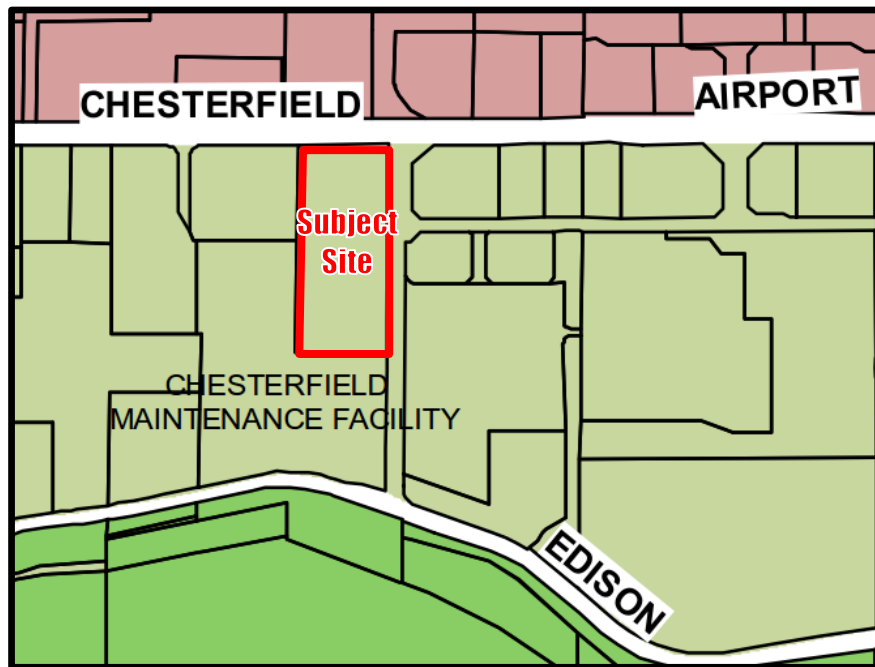 CHESTERFIELD
AIRPORT
Subject
Site
CHESTERFIELD
MAINTENANCE FACILITY
EDISON